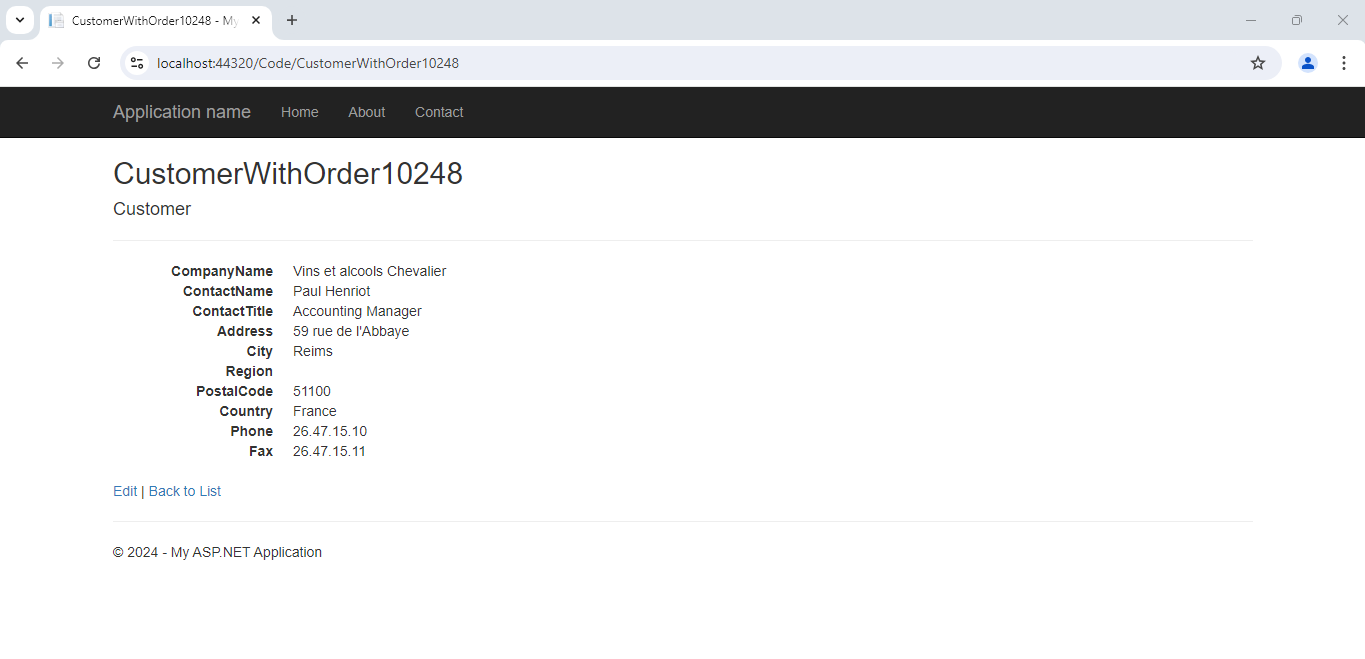 CustomerWithOrder10248 - My
localhost:44320/Code/CustomerWithOrder10248
Application name Home About Contact
CustomerWithOrder10248
Customer
CompanyName Vins et alcools Chevalier
ContactName Paul Henriot
ContactTitle Accounting Manager
Address 59 rue de l'Abbaye
City Reims
Region
PostalCode 51100
Country France
Phone 26.47.15.10
Fax 26.47.15.11
Edit | Back to List
© 2024 - My ASP.NET Application